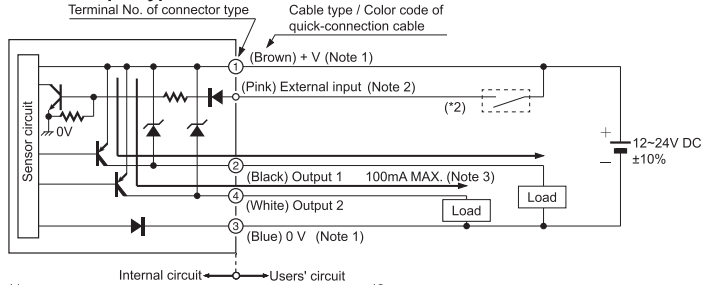 Terminal No. of connector type
Cable type / Color code of
quick-connection cable
(Brown) + V (Note 1)
1
(Pink) External input (Note 2)
(*2)
0V
Sensor circuit
+
12~24V DC
−
±10%
2
(Black) Output 1
100mA MAX. (Note 3)
4
(White) Output 2
Load
Load
3
(Blue) 0 V (Note 1)
Internal circuit
Users' circuit